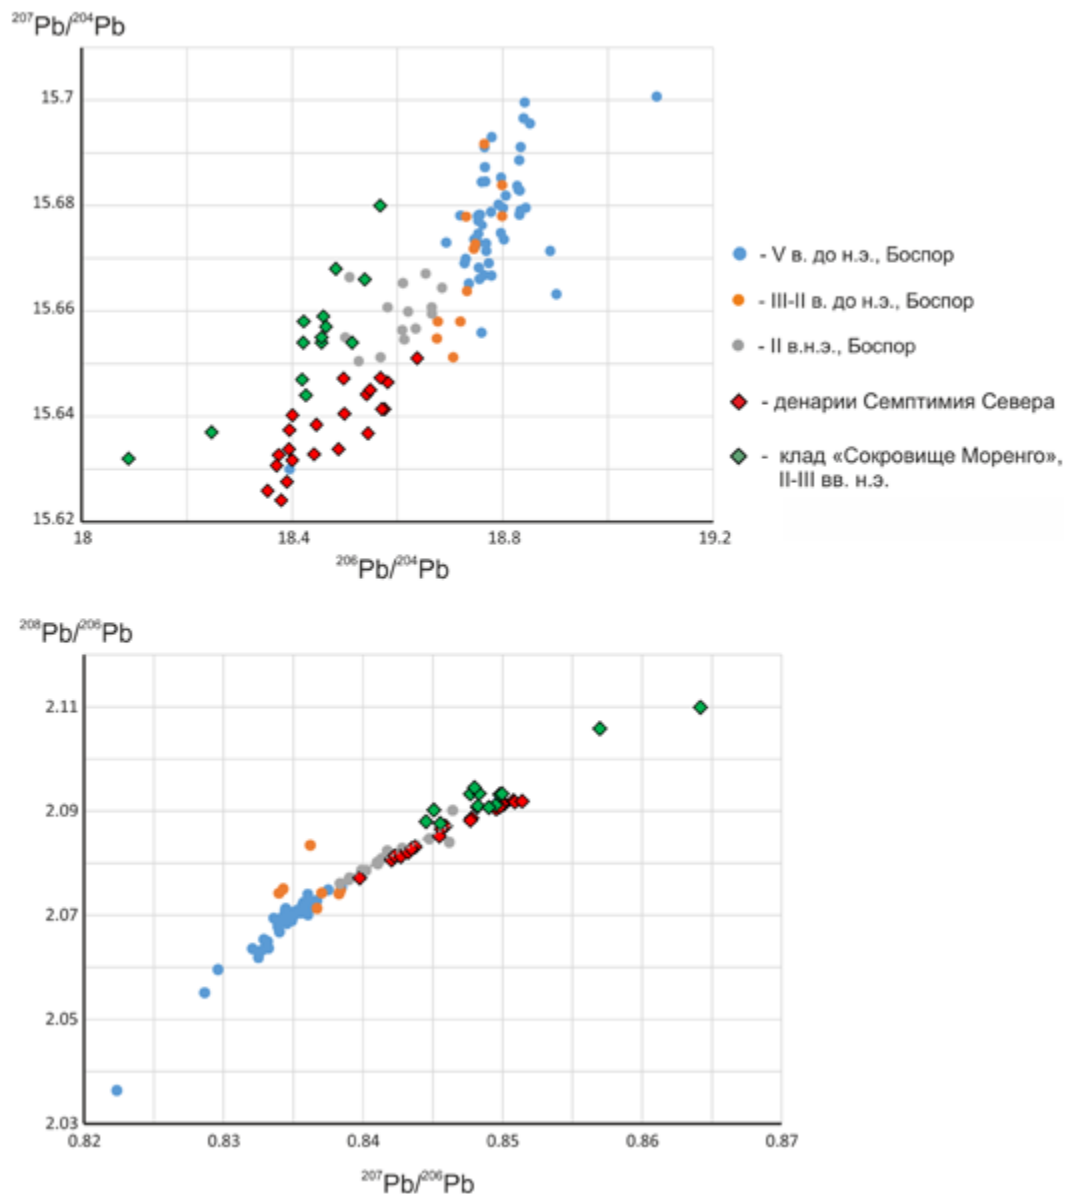 207Pb/204Pb
15.7
15.68
15.66
15.64
15.62
18
18.4
18.8
19.2
206Pb/204Pb
- V в. до н.э., Боспор
- III-II в. до н.э., Боспор
- II в.н.э., Боспор
- денарии Семптимия Севера
- клад «Сокровище Моренго»,
II-III вв. н.э.
208Pb/206Pb
2.11
2.09
2.07
2.05
2.03
0.82
0.83
0.84
0.85
0.86
0.87
207Pb/206Pb